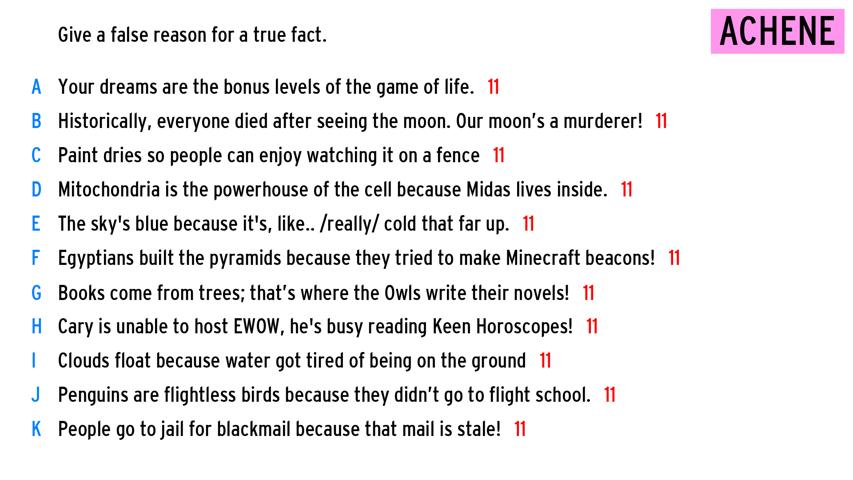 Give a false reason for a true fact.
ACHENE
A Your dreams are the bonus levels of the game of life. 11
B Historically, everyone died after seeing the moon. Our moon’s a murderer! 11
C Paint dries so people can enjoy watching it on a fence 11
D Mitochondria is the powerhouse of the cell because Midas lives inside. 11
E The sky's blue because it's, like.. /really/ cold that far up. 11
F Egyptians built the pyramids because they tried to make Minecraft beacons! 11
G Books come from trees; that’s where the Owls write their novels! 11
H Cary is unable to host EWOW, he's busy reading Keen Horoscopes! 11
I Clouds float because water got tired of being on the ground 11
J Penguins are flightless birds because they didn’t go to flight school. 11
K People go to jail for blackmail because that mail is stale! 11